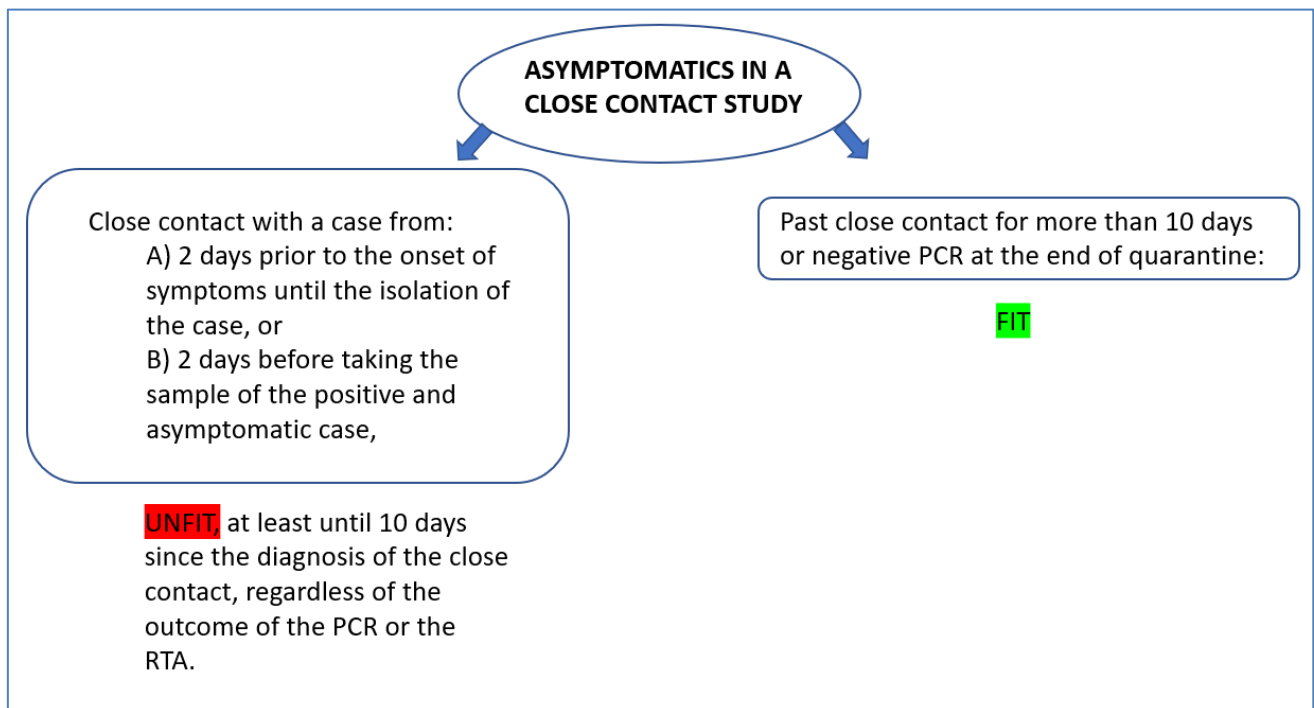 ASYMPTOMATICS IN A
CLOSE CONTACT STUDY
Close contact with a case from:
A) 2 days prior to the onset of
symptoms until the isolation of
the case, or
B) 2 days before taking the
sample of the positive and
asymptomatic case,
UNFIT, at least until 10 days
since the diagnosis of the close
contact, regardless of the
outcome of the PCR or the
RTA.
Past close contact for more than 10 days
or negative PCR at the end of quarantine:
FIT